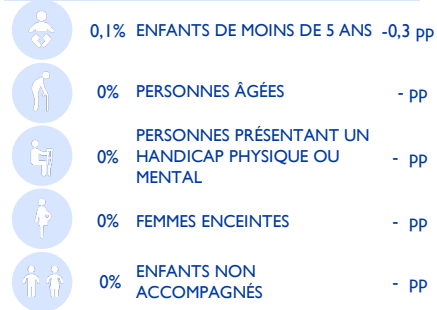 0,1% ENFANTS DE MOINS DE 5 ANS -0,3 pp
0% PERSONNES ÂGÉES - pp
PERSONNES PRÉSENTANT UN
0% HANDICAP PHYSIQUE OU - pp
MENTAL
0% FEMMES ENCEINTES - pp
ENFANTS NON
0% ACCOMPAGNÉS - pp